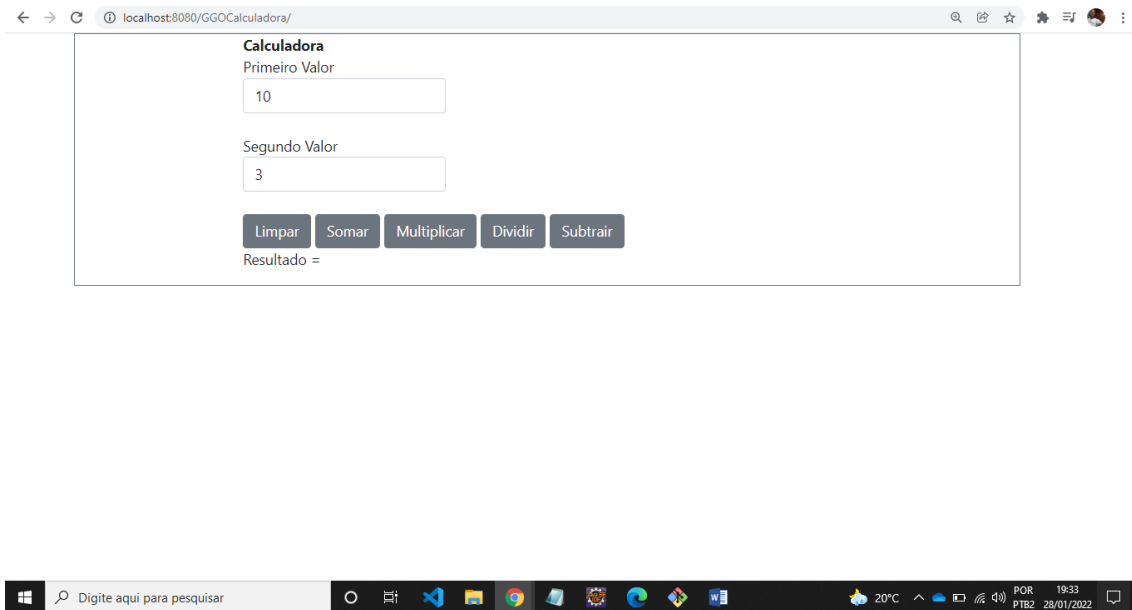 localhost:8080/GGOCalculadora/
Calculadora
Primeiro Valor
10
Segundo Valor
3
Limpar Somar Multiplicar Dividir Subtrair
Resultado =
Digite aqui para pesquisar 20°C POR 19:33
PTB2 28/01/2022